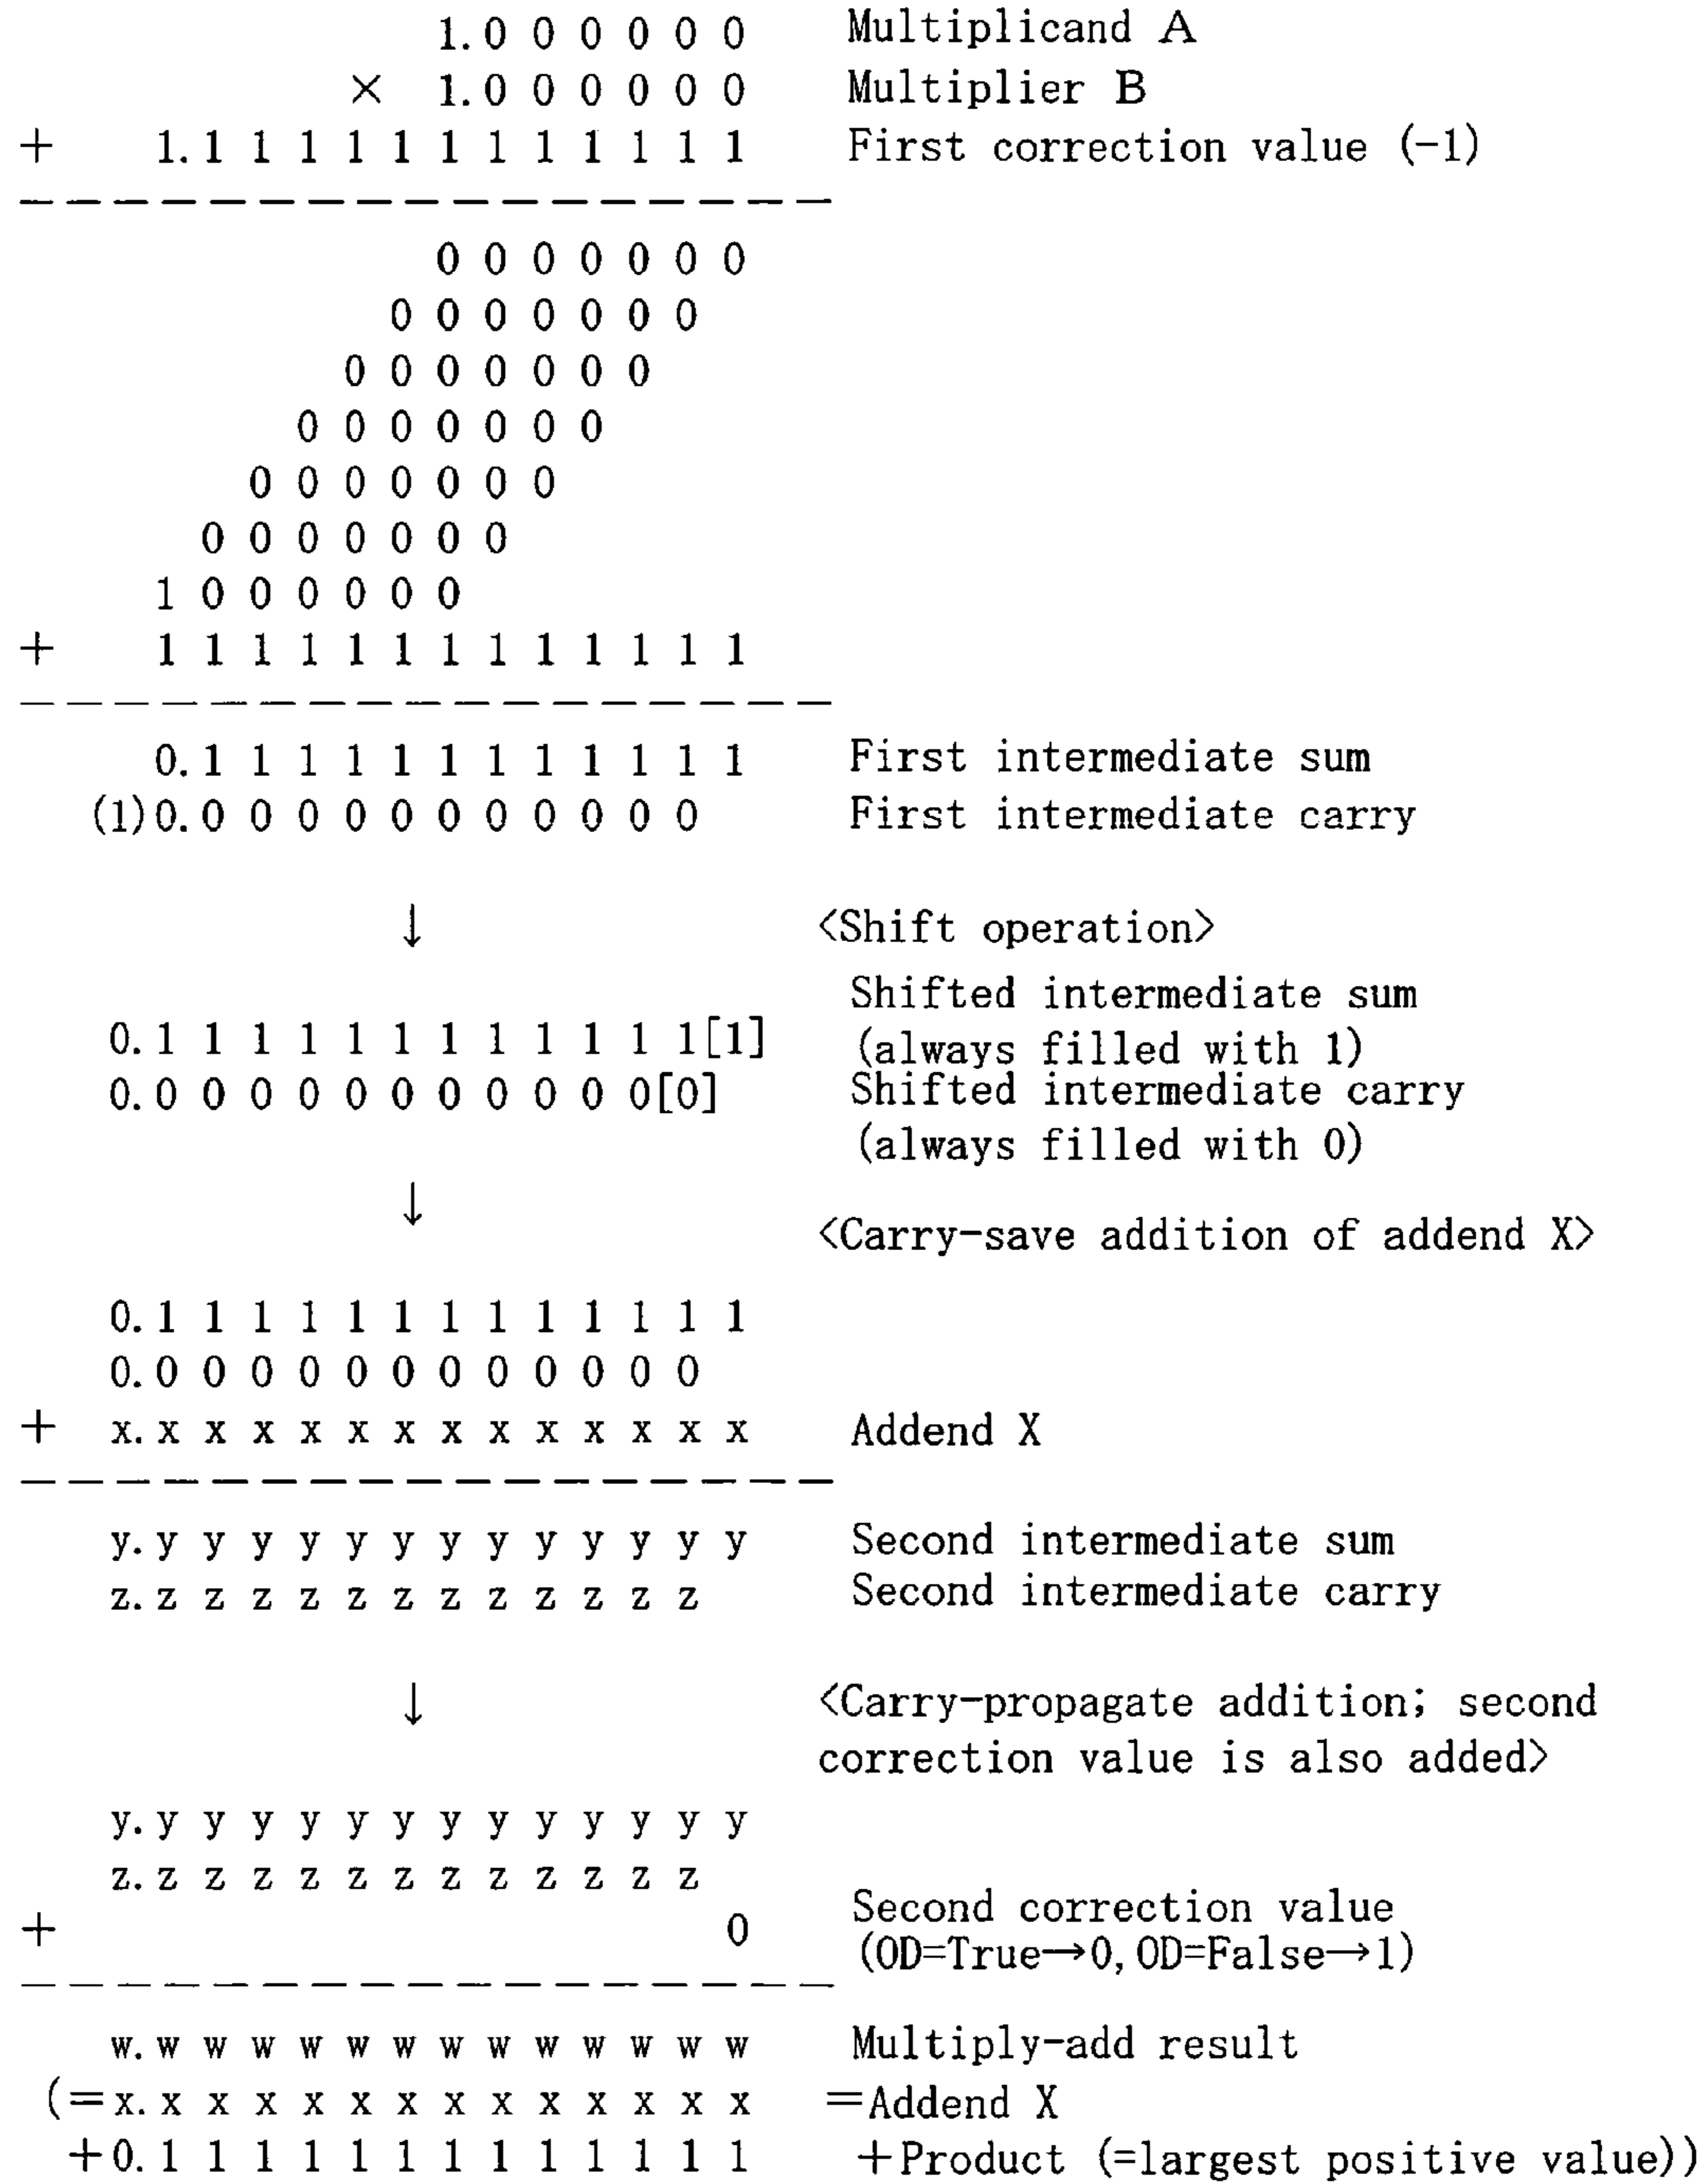 1.0 0 0 0 0 0 Multiplicand A
× 1.0 0 0 0 0 0 Multiplier B
+ 1.1 1 1 1 1 1 1 1 1 1 1 1 First correction value (-1)
0 0 0 0 0 0 0
0 0 0 0 0 0 0
0 0 0 0 0 0 0
0 0 0 0 0 0 0
0 0 0 0 0 0 0
0 0 0 0 0 0 0
1 0 0 0 0 0 0
+ 1 1 1 1 1 1 1 1 1 1 1 1 1
0.1 1 1 1 1 1 1 1 1 1 1 1 First intermediate sum
(1)0.0 0 0 0 0 0 0 0 0 0 0 First intermediate carry
↓ <Shift operation>
Shifted intermediate sum
0.1 1 1 1 1 1 1 1 1 1 1 1[1] (always filled with 1)
0.0 0 0 0 0 0 0 0 0 0 0[0] Shifted intermediate carry
(always filled with 0)
↓ <Carry-save addition of addend X>
0.1 1 1 1 1 1 1 1 1 1 1 1 1
0.0 0 0 0 0 0 0 0 0 0 0 0
+ x.x x x x x x x x x x x x x Addend X
y.y y y y y y y y y y y y y Second intermediate sum
z.z z z z z z z z z z z z Second intermediate carry
↓ <Carry-propagate addition; second
correction value is also added>
y.y y y y y y y y y y y y y
z.z z z z z z z z z z z z
+ 0 Second correction value
(OD=True→0, OD=False→1)
w.w w w w w w w w w w w w w Multiply-add result
(=x.x x x x x x x x x x x x x =Addend X
+0.1 1 1 1 1 1 1 1 1 1 1 1 1 +Product (=largest positive value))